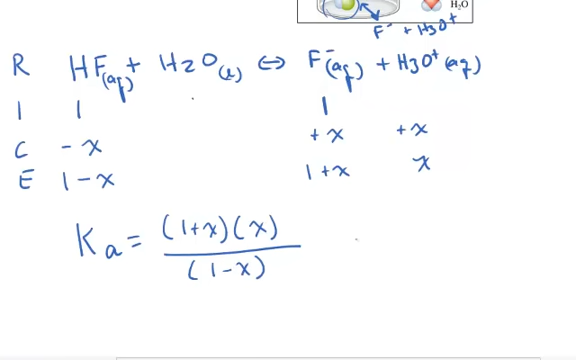 H₂O
F⁻ + H3O⁺
R HF(aq) + H2O(l) ⇔ F⁻(aq) + H3O⁺(aq)
I 1 1
C - x + x + x
E 1 - x 1 + x x
Ka = (1+x)(x) / (1-x)